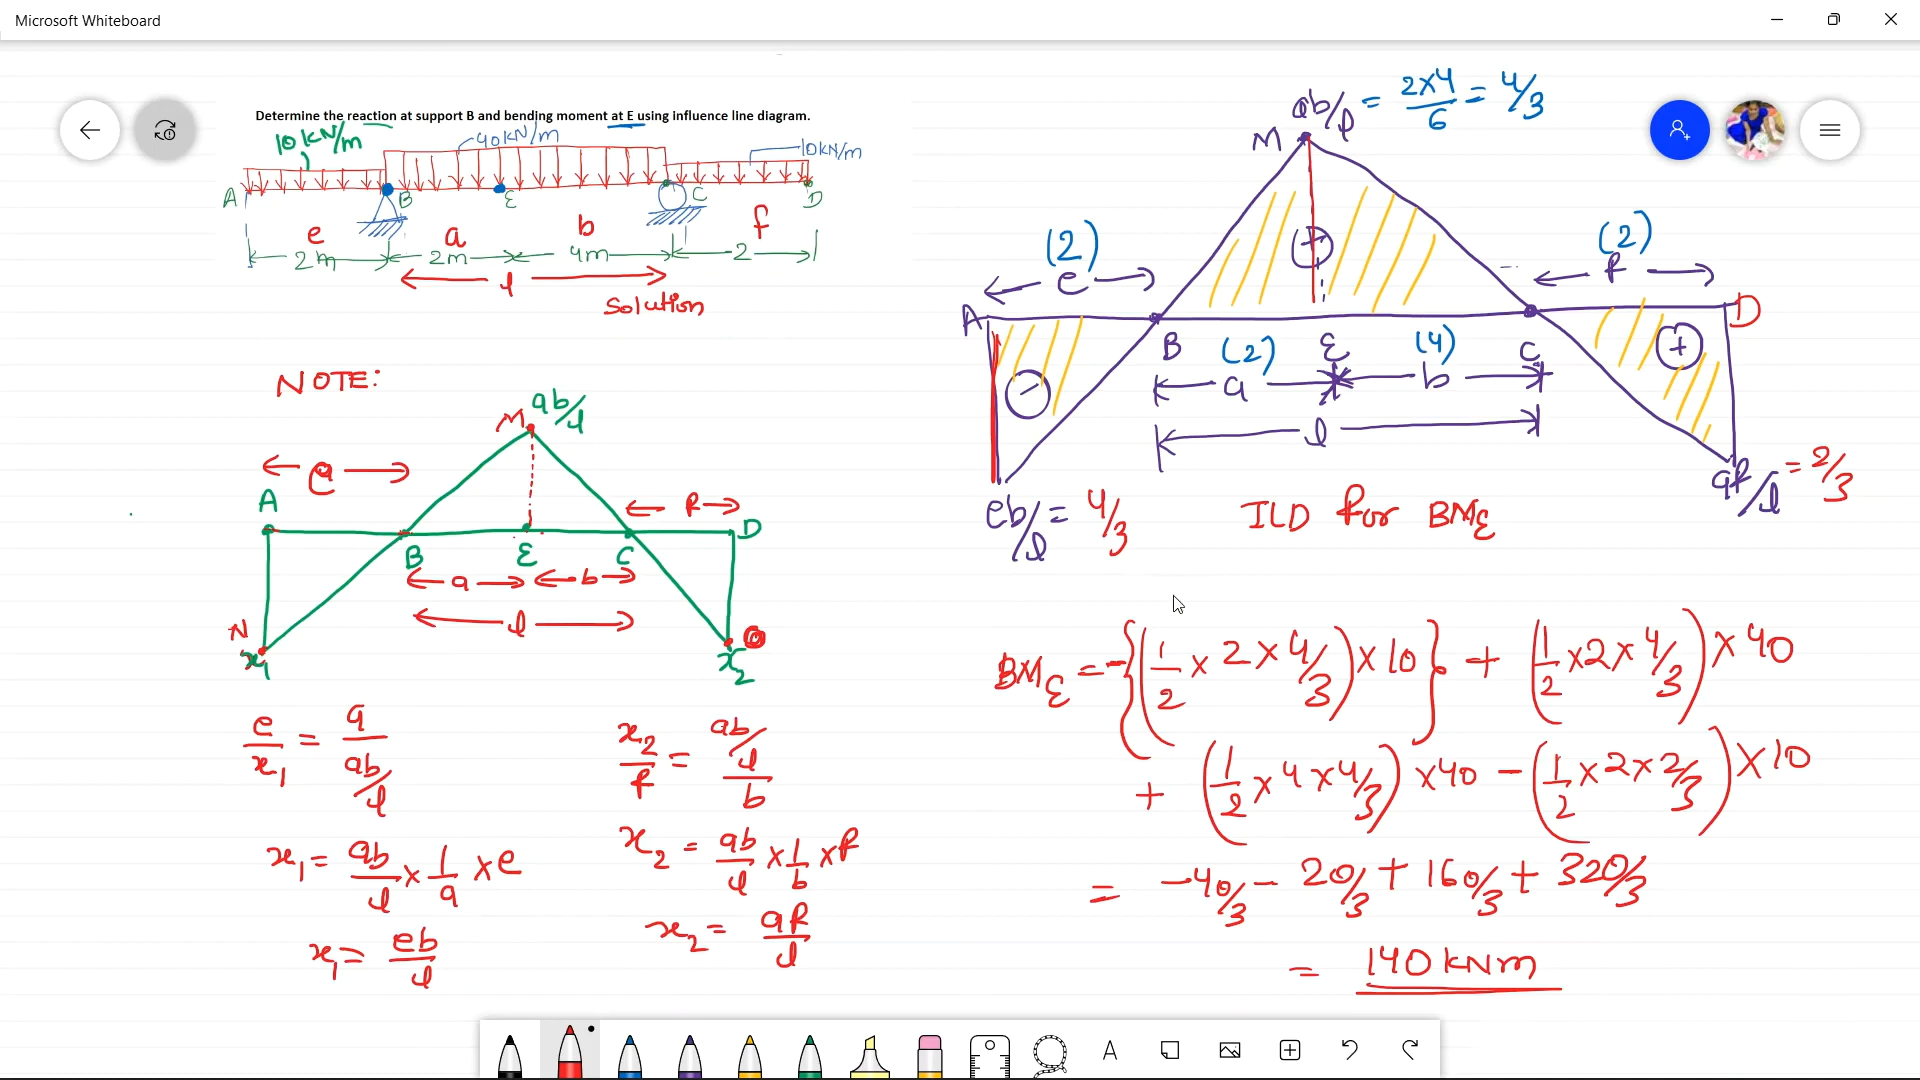 Microsoft Whiteboard
Determine the reaction at support B and bending moment at E using influence line diagram.
10kN/m
40kN/m
10kN/m
A
B
E
C
D
e
a
b
f
2m
2m
4m
2
l
Solution
NOTE:
M
ab/l
e
A
f
D
B
E
C
a
b
l
N
x1
O
x2
e/x1 = a/(ab/l)
x1 = ab/l × 1/a × e
x1 = eb/l
x2/f = (ab/l)/b
x2 = ab/l × 1/b × f
x2 = af/l
M
ab/l = 2×4/6 = 4/3
(2)
e
(2)
f
+
A
D
B
(2)
E
(4)
C
a
b
l
−
+
eb/l = 4/3
af/l = 2/3
ILD for BME
BME = -{(1/2 × 2 × 4/3) × 10} + (1/2 × 2 × 4/3) × 40
+ (1/2 × 4 × 4/3) × 40 − (1/2 × 2 × 2/3) × 10
= −40/3 − 20/3 + 160/3 + 320/3
= 140 kNm
A